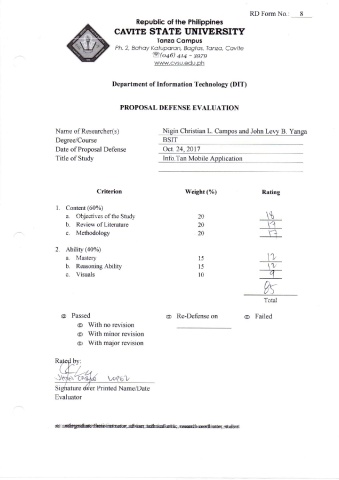 RD Form No.: 8
Republic of the Philippines
CAVITE STATE UNIVERSITY
Tanza Campus
Ph. 2, Bahay Katuparan, Bagtas, Tanza, Cavite
(046) 414 – 3979
www.cvsu.edu.ph
Department of Information Technology (DIT)
PROPOSAL DEFENSE EVALUATION
Name of Researcher(s) Nigin Christian L. Campos and John Levy B. Yanga
Degree/Course BSIT
Date of Proposal Defense Oct. 24, 2017
Title of Study Info.Tan Mobile Application
Criterion Weight (%) Rating
1. Content (60%)
a. Objectives of the Study 20 18
b. Review of Literature 20 17
c. Methodology 20 17
2. Ability (40%)
a. Mastery 15 12
b. Reasoning Ability 15 12
c. Visuals 10 9
85
Total
Passed Re-Defense on Failed
With no revision
With minor revision
With major revision
Rated by:
LOPEZ
Signature over Printed Name/Date
Evaluator